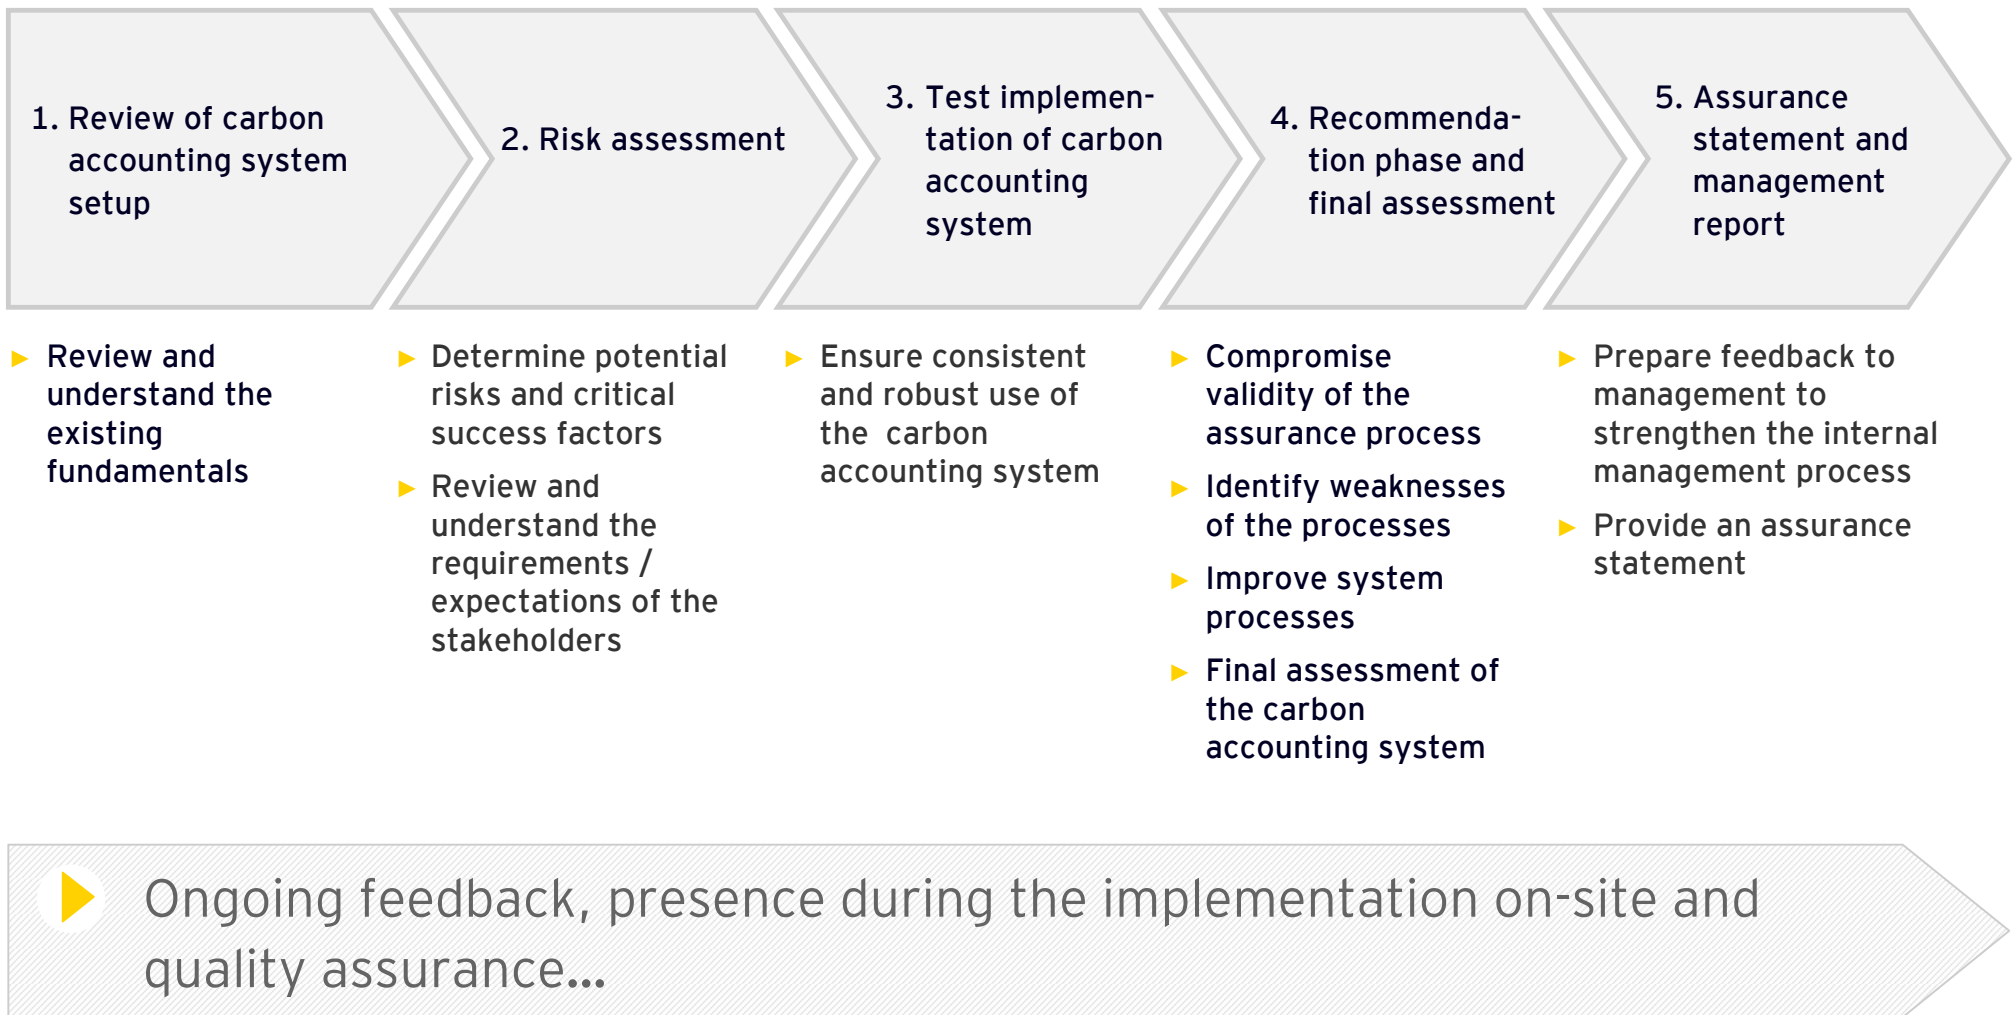 1. Review of carbon
accounting system
setup
2. Risk assessment
3. Test implemen-
tation of carbon
accounting
system
4. Recommenda-
tion phase and
final assessment
5. Assurance
statement and
management
report
► Review and
understand the
existing
fundamentals
► Determine potential
risks and critical
success factors
► Review and
understand the
requirements /
expectations of the
stakeholders
► Ensure consistent
and robust use of
the carbon
accounting system
► Compromise
validity of the
assurance process
► Identify weaknesses
of the processes
► Improve system
processes
► Final assessment of
the carbon
accounting system
► Prepare feedback to
management to
strengthen the internal
management process
► Provide an assurance
statement
Ongoing feedback, presence during the implementation on-site and
quality assurance…